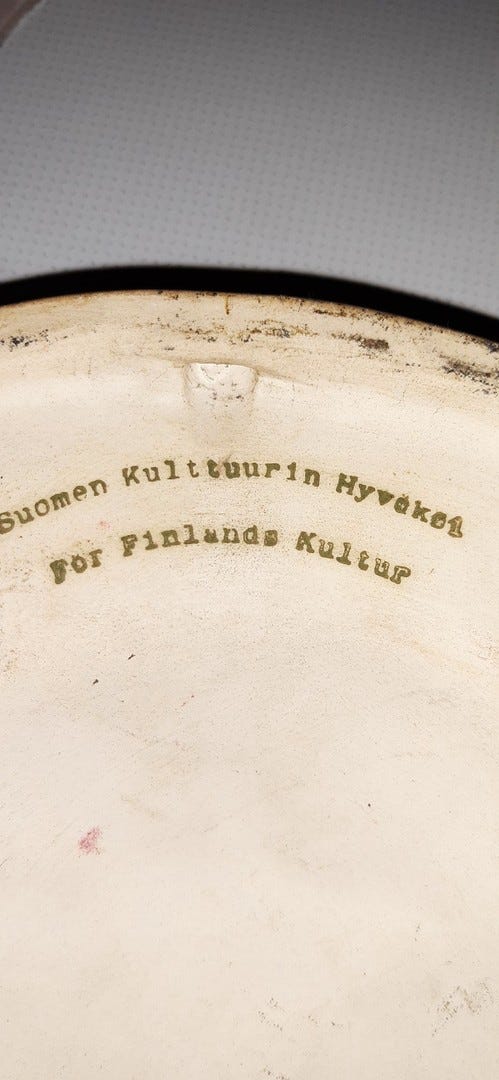 Suomen Kulttuurin Hyväksi
För Finlands Kultur